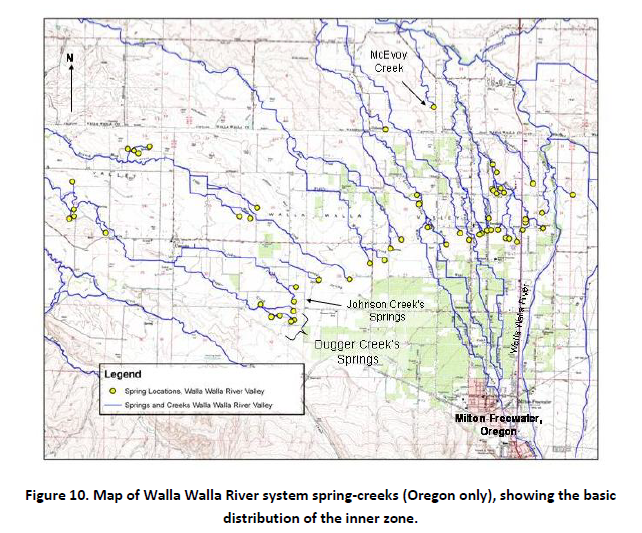 McEvoy
Creek
N
WALLA WALLA
Johnson Creek's
Springs
Dugger Creek's
Springs
Walla Walla River
Legend
Spring Locations, Walla Walla River Valley
Springs and Creeks Walla Walla River Valley
Milton-Freewater,
Oregon
Figure 10. Map of Walla Walla River system spring-creeks (Oregon only), showing the basic
distribution of the inner zone.